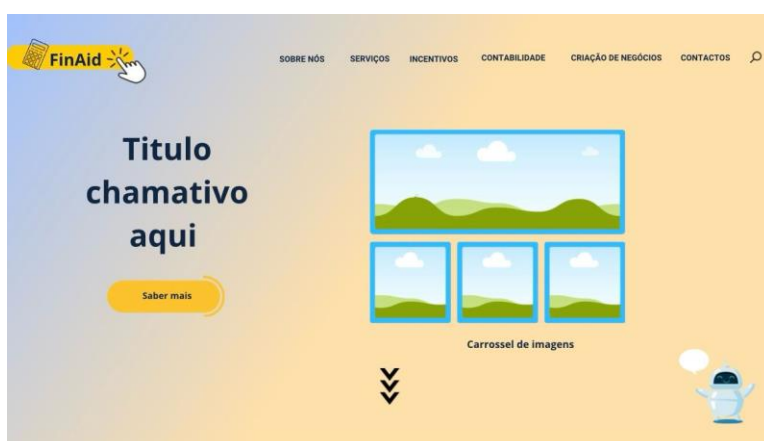 FinAid
SOBRE NÓS SERVIÇOS INCENTIVOS CONTABILIDADE CRIAÇÃO DE NEGÓCIOS CONTACTOS
Titulo
chamativo
aqui
Saber mais
Carrossel de imagens